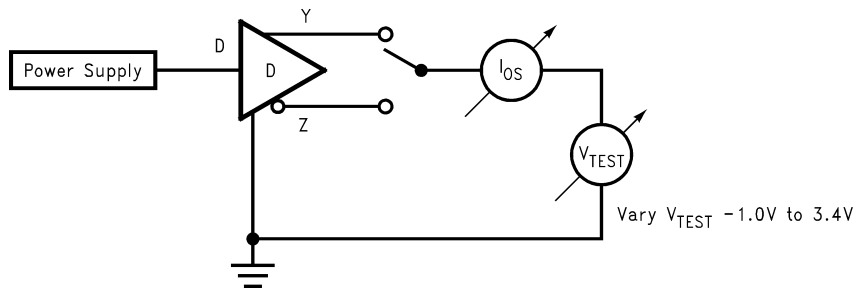 Y
D
Power Supply
D
I_OS
Z
V_TEST
Vary V_TEST −1.0V to 3.4V